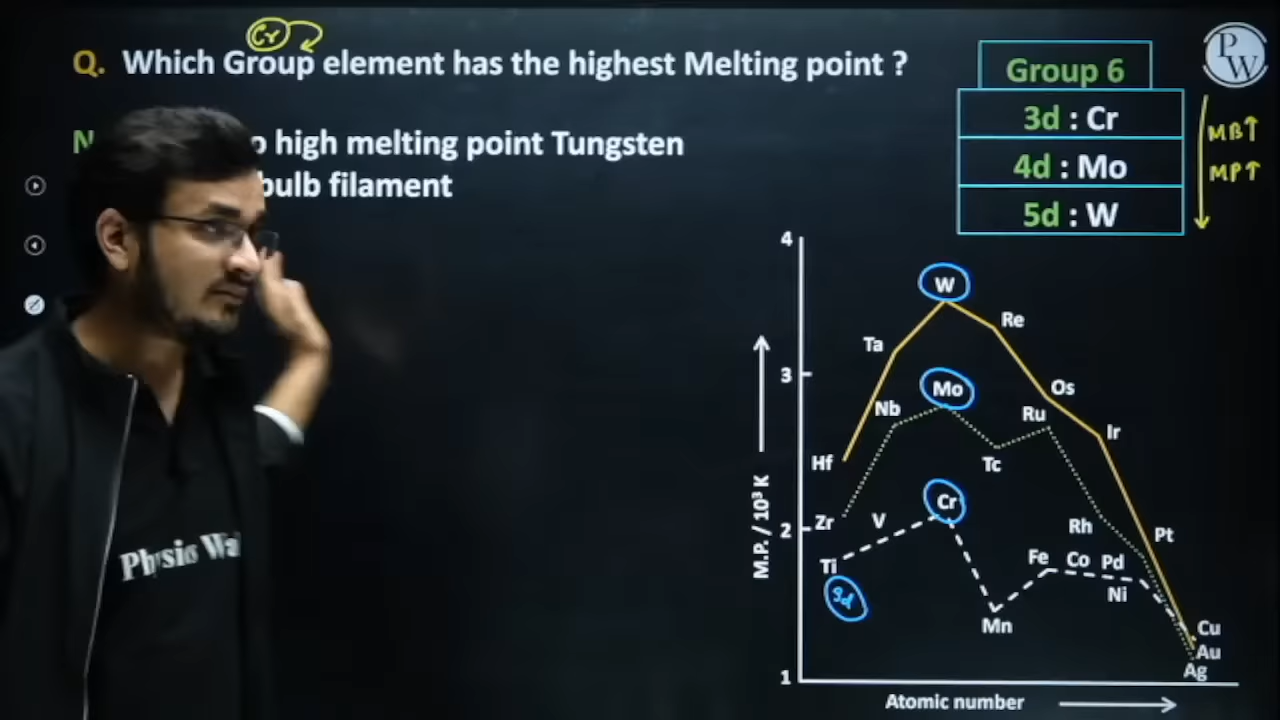 Cr
Q. Which Group element has the highest Melting point ?
high melting point Tungsten
bulb filament
PW
Group 6
3d : Cr
4d : Mo
5d : W
MB↑
MP↑
4
3
2
1
M.P. / 10³ K
W
Re
Ta
Os
Mo
Nb
Ru
Ir
Hf
Tc
Cr
Zr
V
Rh
Pt
Ti
Fe
Co
Pd
Ni
3d
Mn
Cu
Au
Ag
Atomic number